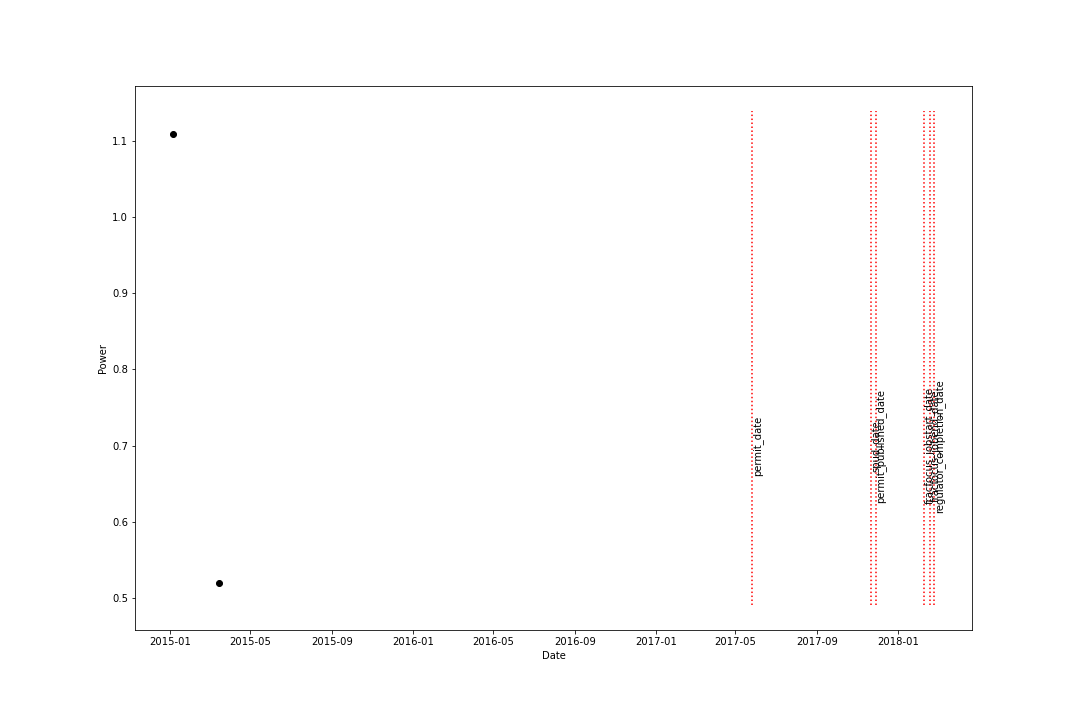 1.1
1.0
0.9
0.8
0.7
0.6
0.5
Power
permit_date
spud_date
permit_published_date
fracfocus_jobstart_date
fracfocus_jobend_date
regulator_completion_date
2015-01
2015-05
2015-09
2016-01
2016-05
2016-09
2017-01
2017-05
2017-09
2018-01
Date